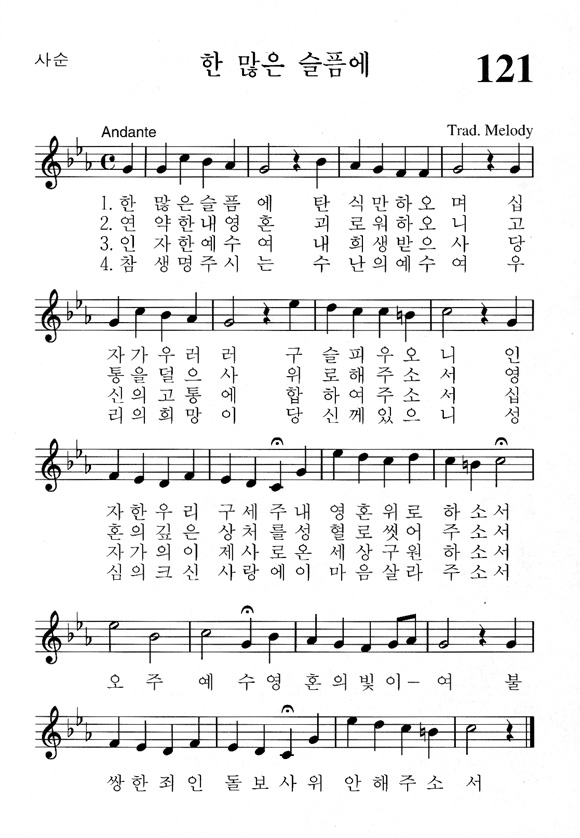 사순
한 많은 슬픔에
121
Andante
Trad. Melody
1. 한 많은슬픔에 탄식만하오며 십
2. 연 약한내영혼 괴로워하오니 고
3. 인 자한예수여 내희생받으사 당
4. 참 생명주시는 수난의예수여 우
자가우러러 구슬피우오니 인
통을덜으사 위로해주소서 영
신의고통에 합하여주소서 십
리의희망이 당신께있으니 성
자한우리 구세주내 영혼위로 하소서
혼의깊은 상처를성 혈로씻어 주소서
자가의이 제사로온 세상구원 하소서
심의크신 사랑에이 마음살라 주소서
오 주 예 수영 혼의빛이ー여 불
쌍한죄인 돌보사위 안해주소 서